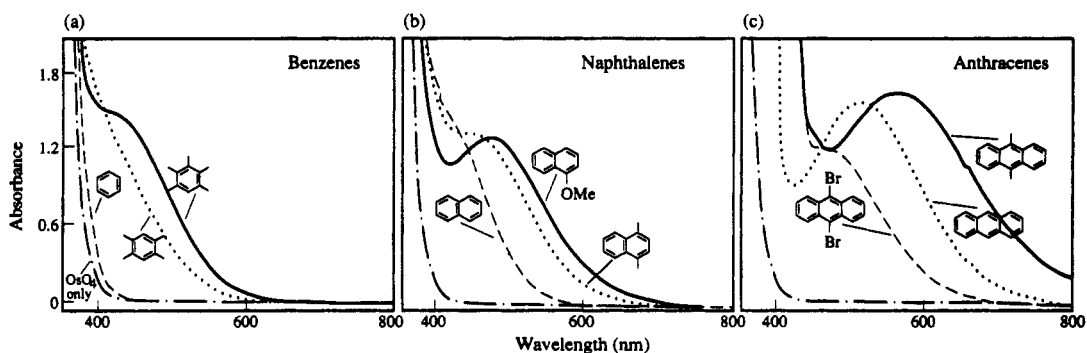 (a)
Benzenes
Absorbance
1.8
1.2
0.6
0
OsO4
only
400
600
800
(b)
Naphthalenes
OMe
400
600
800
(c)
Anthracenes
Br
Br
400
600
800
Wavelength (nm)